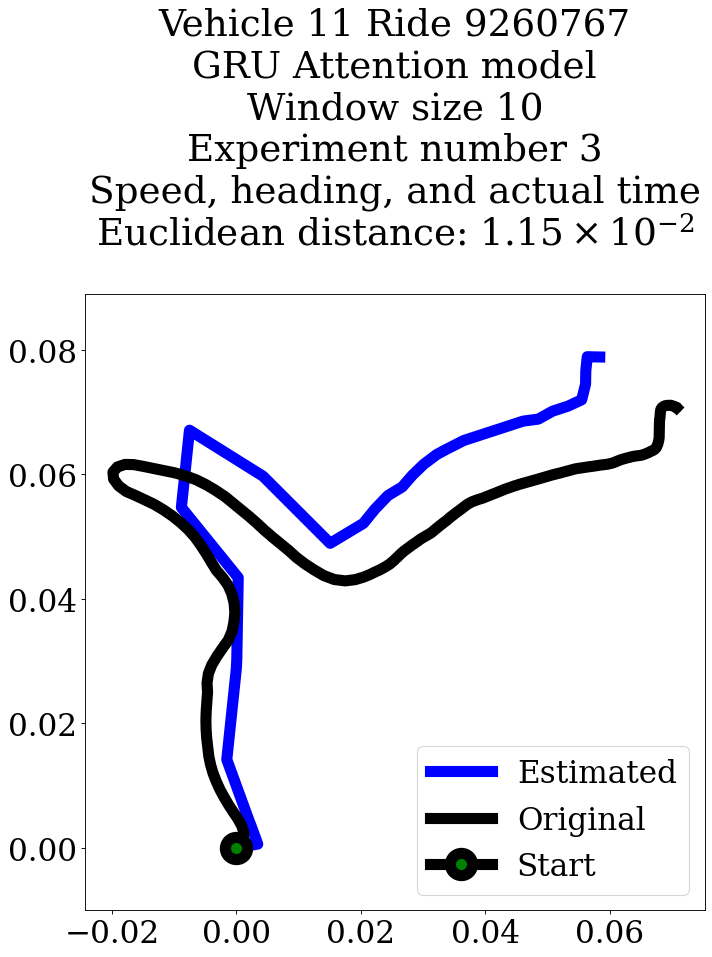 Vehicle 11 Ride 9260767
GRU Attention model
Window size 10
Experiment number 3
Speed, heading, and actual time
Euclidean distance: 1.15 × 10⁻²
0.08
0.06
0.04
0.02
0.00
Estimated
Original
Start
−0.02 0.00 0.02 0.04 0.06